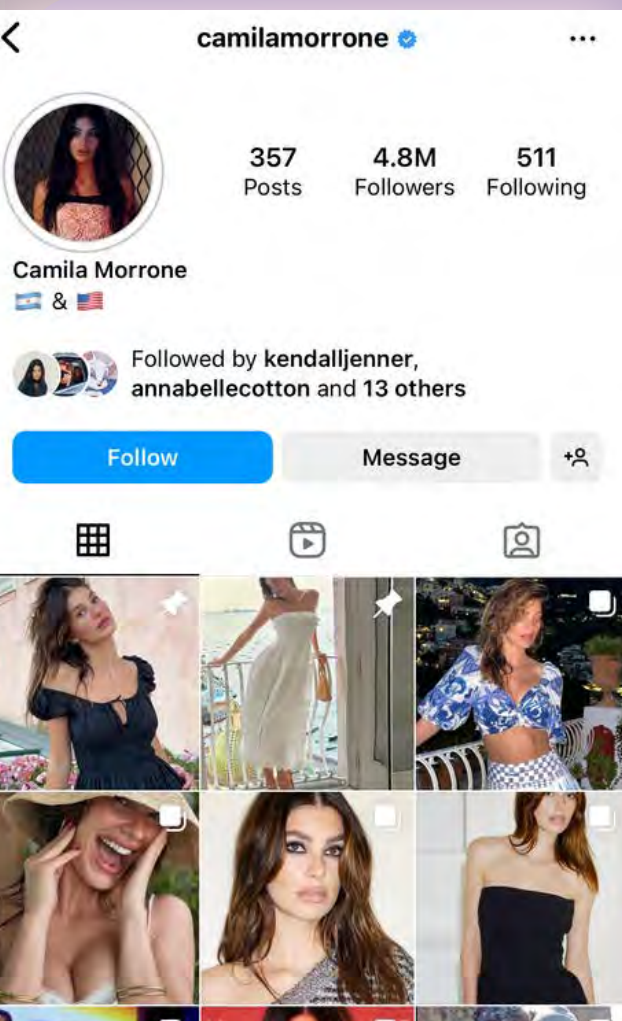 camilamorrone
357 4.8M 511
Posts Followers Following
Camila Morrone
🇦🇷 & 🇺🇸
Followed by kendalljenner,
annabellecotton and 13 others
Follow Message